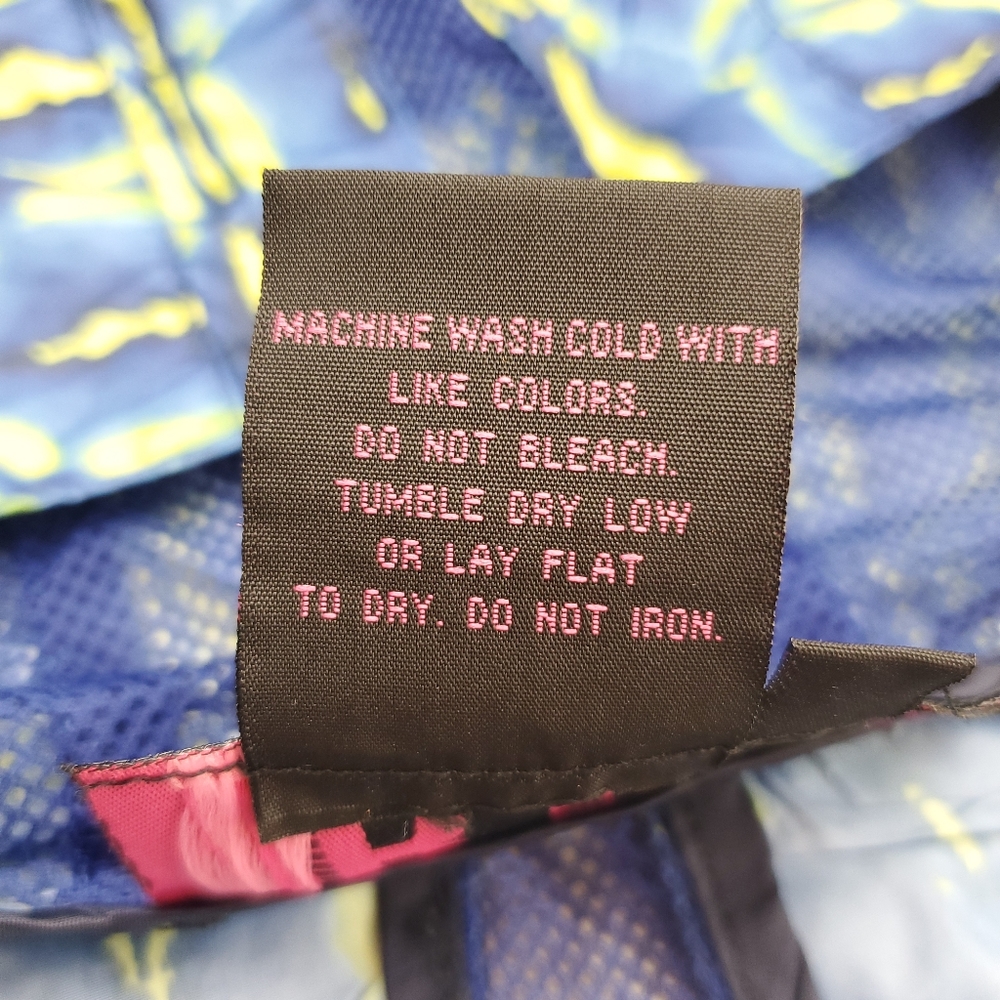 MACHINE WASH COLD WITH
LIKE COLORS.
DO NOT BLEACH.
TUMBLE DRY LOW
OR LAY FLAT
TO DRY. DO NOT IRON.